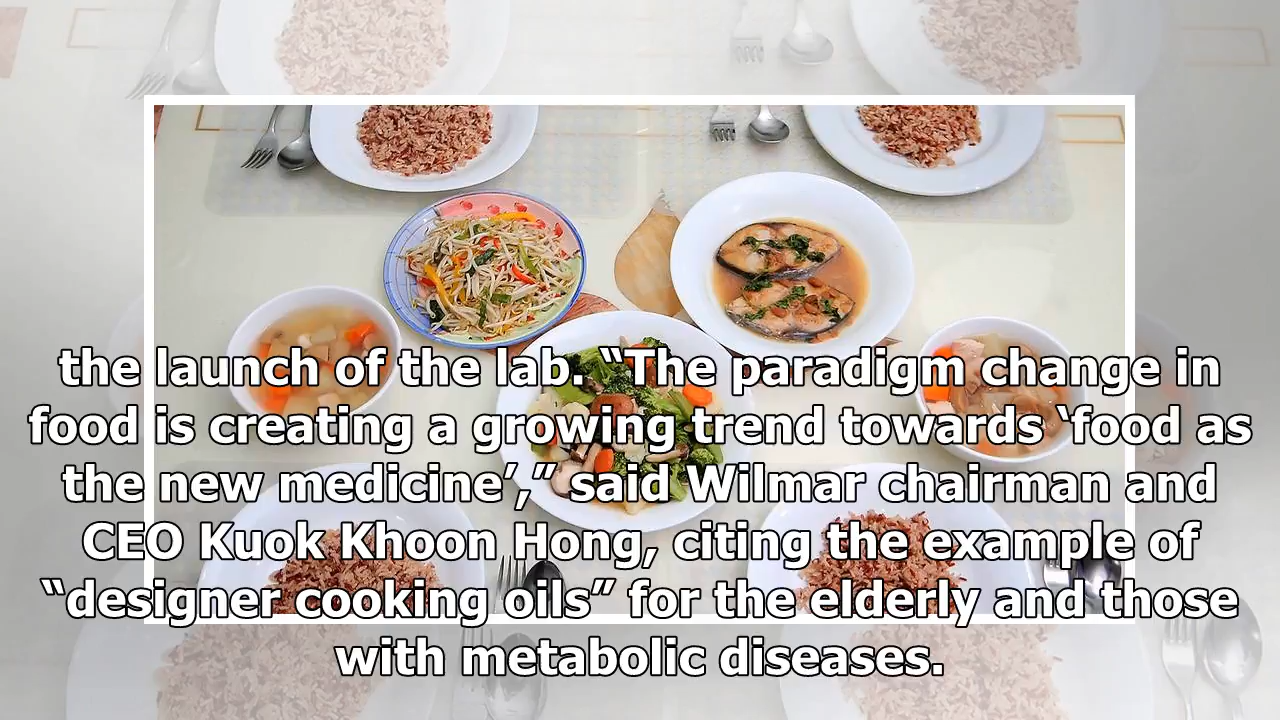 the launch of the lab. “The paradigm change in
food is creating a growing trend towards ‘food as
the new medicine’,” said Wilmar chairman and
CEO Kuok Khoon Hong, citing the example of
“designer cooking oils” for the elderly and those
with metabolic diseases.